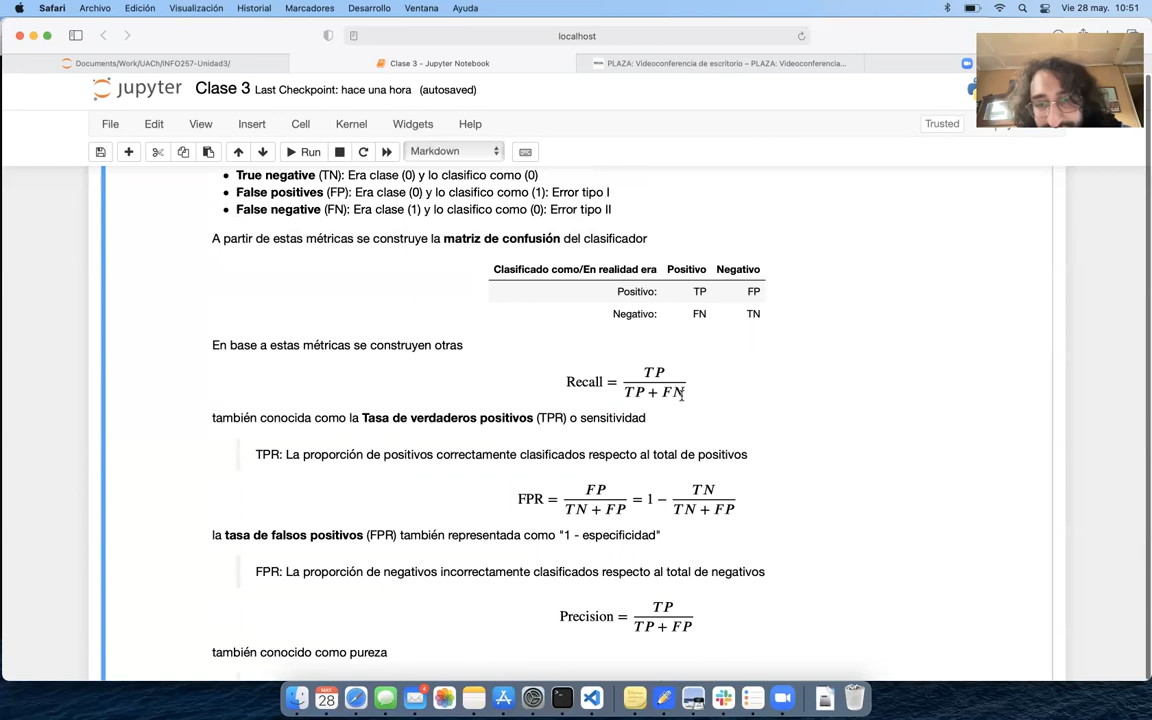 Safari Archivo Edición Visualización Historial Marcadores Desarrollo Ventana Ayuda Vie 28 may. 10:51
localhost
Documents/Work/UACh/INFO257-Unidad3/ Clase 3 - Jupyter Notebook PLAZA: Videoconferencia de escritorio – PLAZA: Videoconferencia...
jupyter Clase 3 Last Checkpoint: hace una hora (autosaved)
File Edit View Insert Cell Kernel Widgets Help Trusted
Run Markdown
• True negative (TN): Era clase (0) y lo clasifico como (0)
• False positives (FP): Era clase (0) y lo clasifico como (1): Error tipo I
• False negative (FN): Era clase (1) y lo clasifico como (0): Error tipo II
A partir de estas métricas se construye la matriz de confusión del clasificador
Clasificado como/En realidad era Positivo Negativo
Positivo: TP FP
Negativo: FN TN
En base a estas métricas se construyen otras
Recall = TP / TP + FN
también conocida como la Tasa de verdaderos positivos (TPR) o sensitividad
TPR: La proporción de positivos correctamente clasificados respecto al total de positivos
FPR = FP / TN + FP = 1 − TN / TN + FP
la tasa de falsos positivos (FPR) también representada como "1 - especificidad"
FPR: La proporción de negativos incorrectamente clasificados respecto al total de negativos
Precision = TP / TP + FP
también conocido como pureza